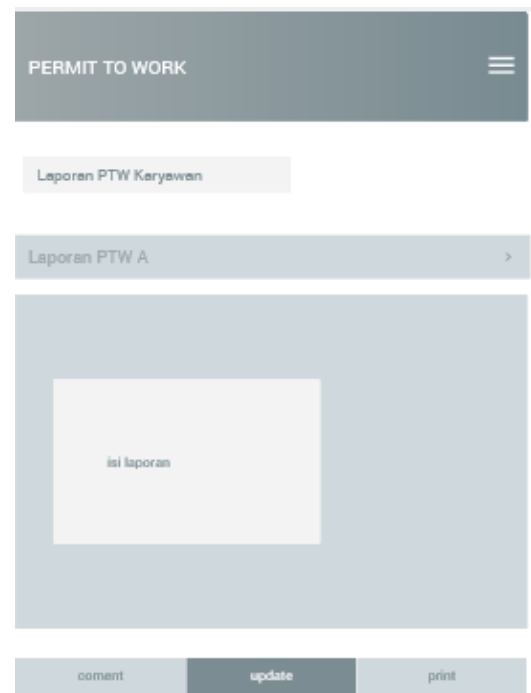 PERMIT TO WORK
Laporan PTW Karyawan
Laporan PTW A
isi laporan
coment update print